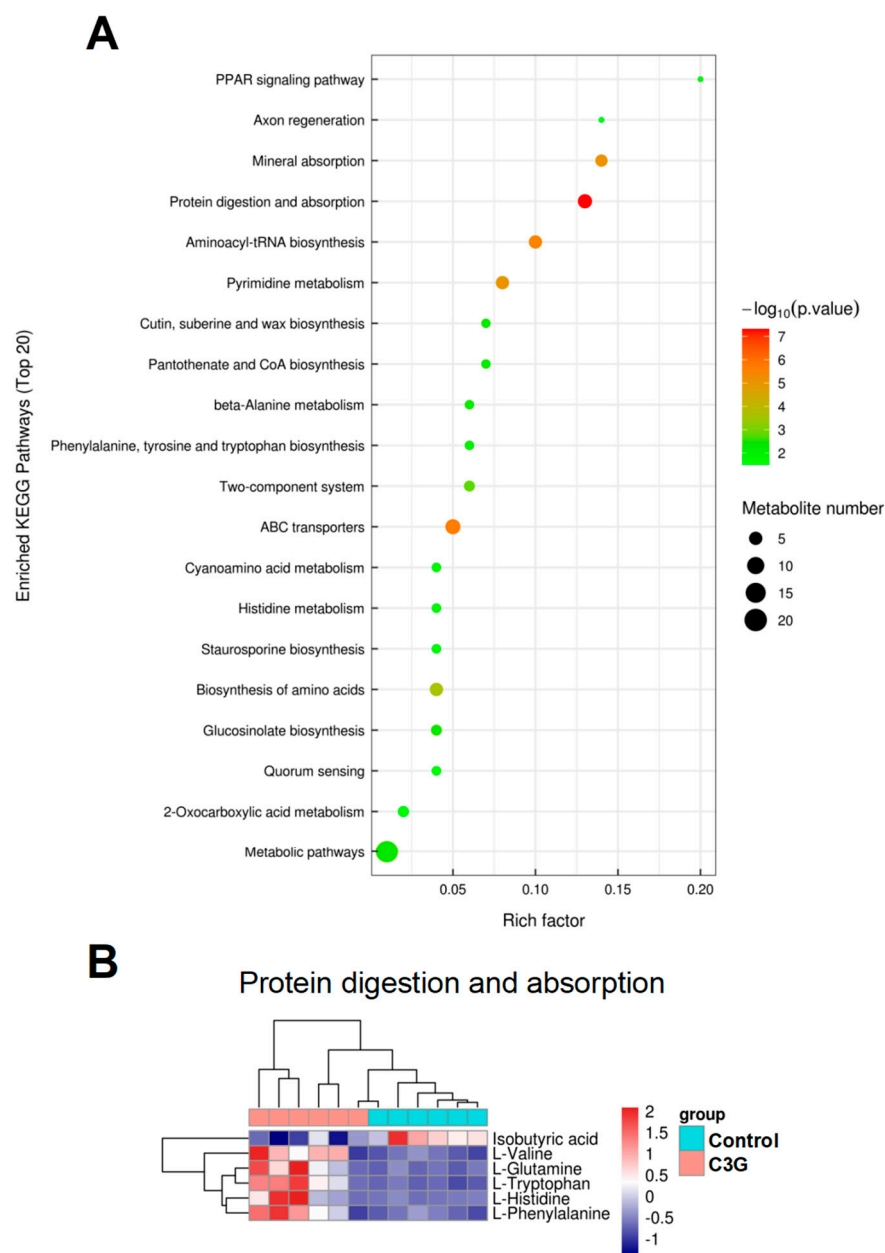 A
PPAR signaling pathway
Axon regeneration
Mineral absorption
Protein digestion and absorption
Aminoacyl-tRNA biosynthesis
Pyrimidine metabolism
Cutin, suberine and wax biosynthesis
Pantothenate and CoA biosynthesis
beta-Alanine metabolism
Phenylalanine, tyrosine and tryptophan biosynthesis
Two-component system
ABC transporters
Cyanoamino acid metabolism
Histidine metabolism
Staurosporine biosynthesis
Biosynthesis of amino acids
Glucosinolate biosynthesis
Quorum sensing
2-Oxocarboxylic acid metabolism
Metabolic pathways
Enriched KEGG Pathways (Top 20)
0.05 0.10 0.15 0.20
Rich factor
−log10(p.value)
7
6
5
4
3
2
Metabolite number
5
10
15
20
B
Protein digestion and absorption
Isobutyric acid
L-Valine
L-Glutamine
L-Tryptophan
L-Histidine
L-Phenylalanine
2
1.5
1
0.5
0
-0.5
-1
group
Control
C3G